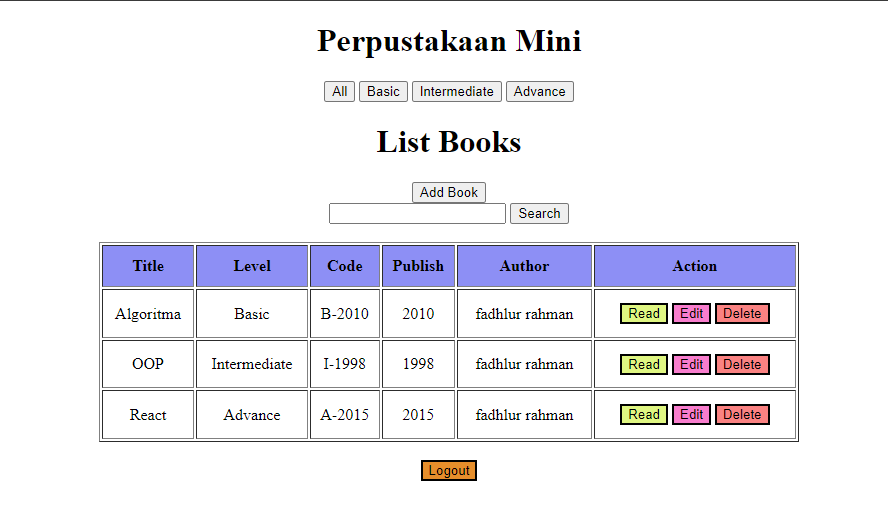 Perpustakaan Mini
All Basic Intermediate Advance
List Books
Add Book
Search
Title Level Code Publish Author Action
Algoritma Basic B-2010 2010 fadhlur rahman Read Edit Delete
OOP Intermediate I-1998 1998 fadhlur rahman Read Edit Delete
React Advance A-2015 2015 fadhlur rahman Read Edit Delete
Logout